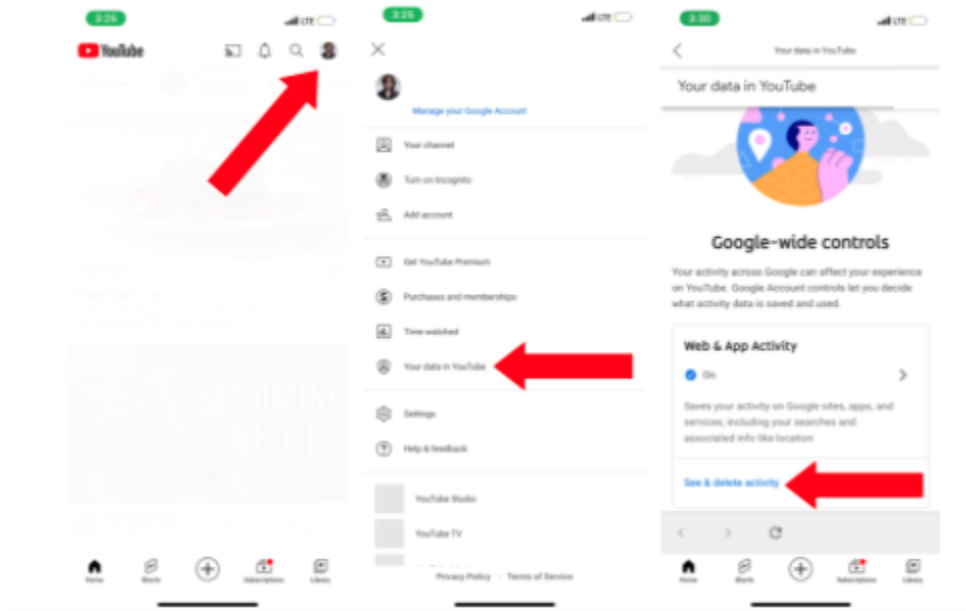 3:25
LTE
YouTube
BECOMING
WHOLE
Home
Shorts
Subscriptions
Library
3:25
LTE
Manage your Google Account
Your channel
Turn on Incognito
Add account
Get YouTube Premium
Purchases and memberships
Time watched
Your data in YouTube
Settings
Help & feedback
YouTube Studio
YouTube TV
Privacy Policy · Terms of Service
3:30
LTE
Your data in YouTube
Your data in YouTube
Google-wide controls
Your activity across Google can affect your experience
on YouTube. Google Account controls let you decide
what activity data is saved and used.
Web & App Activity
On
Saves your activity on Google sites, apps, and
services, including your searches and
associated info like location
See & delete activity
Home
Shorts
Subscriptions
Library